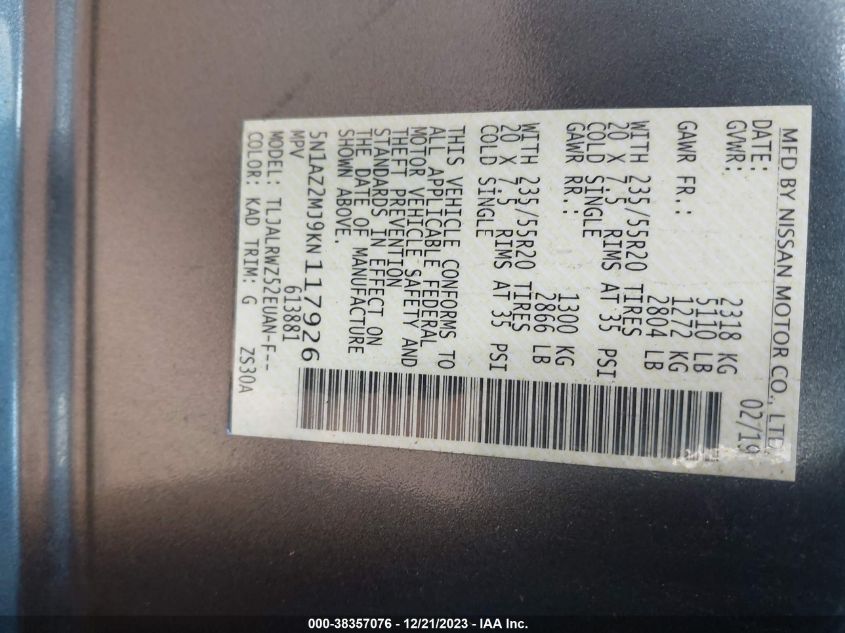 MFD BY NISSAN MOTOR CO., LTD.
DATE: 02/19
GVWR: 2318 KG
5110 LB
GAWR FR.: 1272 KG
2804 LB
WITH 235/55R20 TIRES
20 X 7.5 RIMS AT 35 PSI
COLD SINGLE
GAWR RR.: 1300 KG
2866 LB
WITH 235/55R20 TIRES
20 X 7.5 RIMS AT 35 PSI
COLD SINGLE
THIS VEHICLE CONFORMS TO
ALL APPLICABLE FEDERAL
MOTOR VEHICLE SAFETY AND
THEFT PREVENTION
STANDARDS IN EFFECT ON
THE DATE OF MANUFACTURE
SHOWN ABOVE.
5N1AZ2MJ9KN117926
MPV 613881
MODEL: TLJALRWZ52EUAN-F--
COLOR: KAD TRIM: G ZS30A
000-38357076 - 12/21/2023 - IAA Inc.